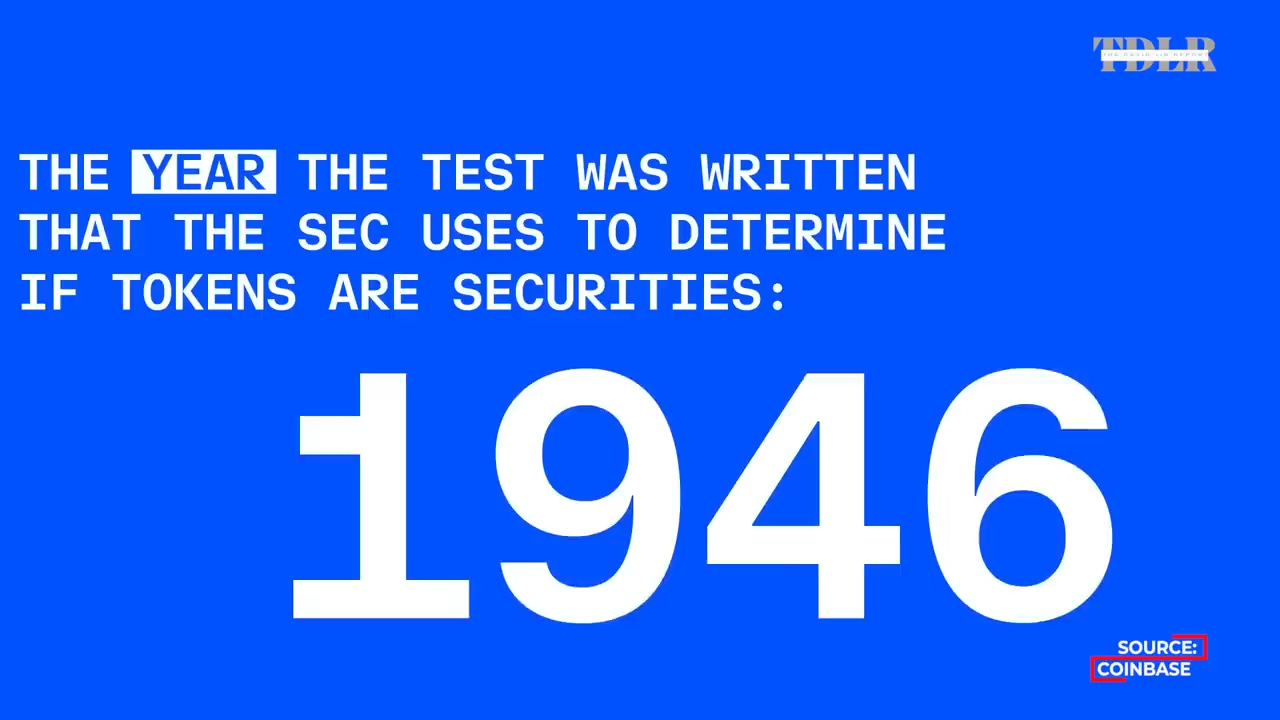 TDLR
THE YEAR THE TEST WAS WRITTEN
THAT THE SEC USES TO DETERMINE
IF TOKENS ARE SECURITIES:
1946
SOURCE:
COINBASE